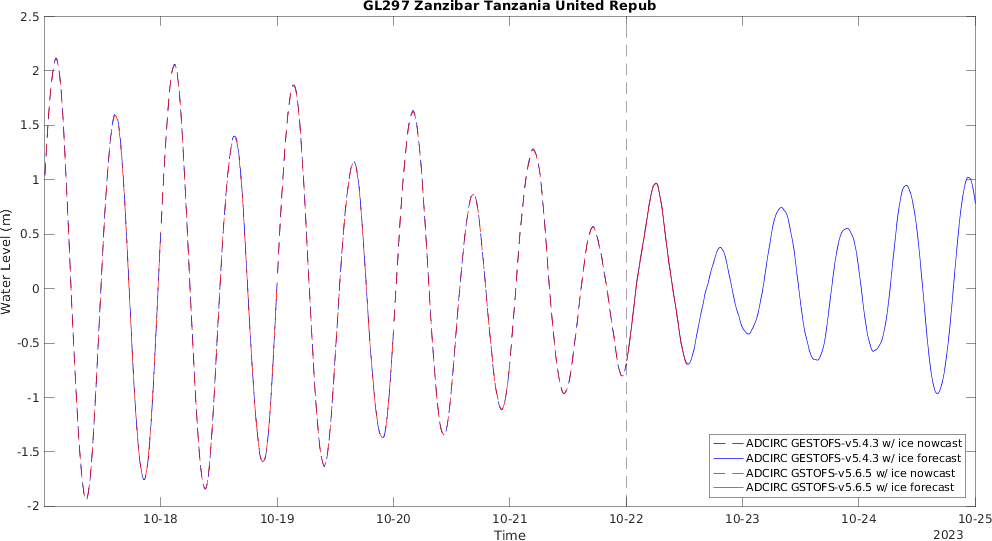 GL297 Zanzibar Tanzania United Repub
2.5
2
1.5
1
0.5
0
-0.5
-1
-1.5
-2
Water Level (m)
10-18
10-19
10-20
10-21
10-22
10-23
10-24
10-25
Time
2023
ADCIRC GESTOFS-v5.4.3 w/ ice nowcast
ADCIRC GESTOFS-v5.4.3 w/ ice forecast
ADCIRC GSTOFS-v5.6.5 w/ ice nowcast
ADCIRC GSTOFS-v5.6.5 w/ ice forecast